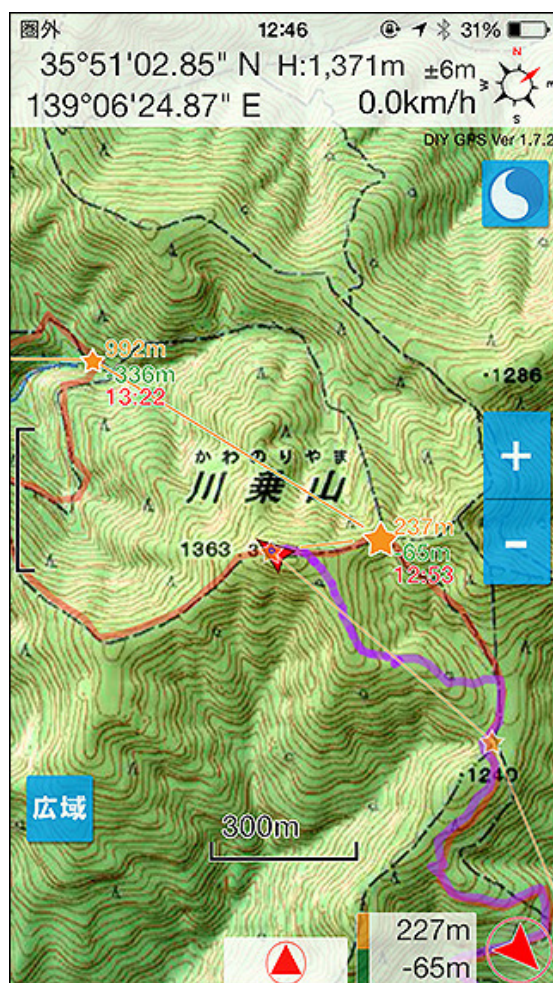 圏外 12:46 31%
35°51'02.85" N H:1,371m ±6m
139°06'24.87" E 0.0km/h
N
W E
S
DIY GPS Ver 1.7.2
992m
-336m
13:22
・1286
+
かわのりやま
川乗山
-
237m
1363 3
-65m
12:53
・1240
広域
300m
227m
-65m